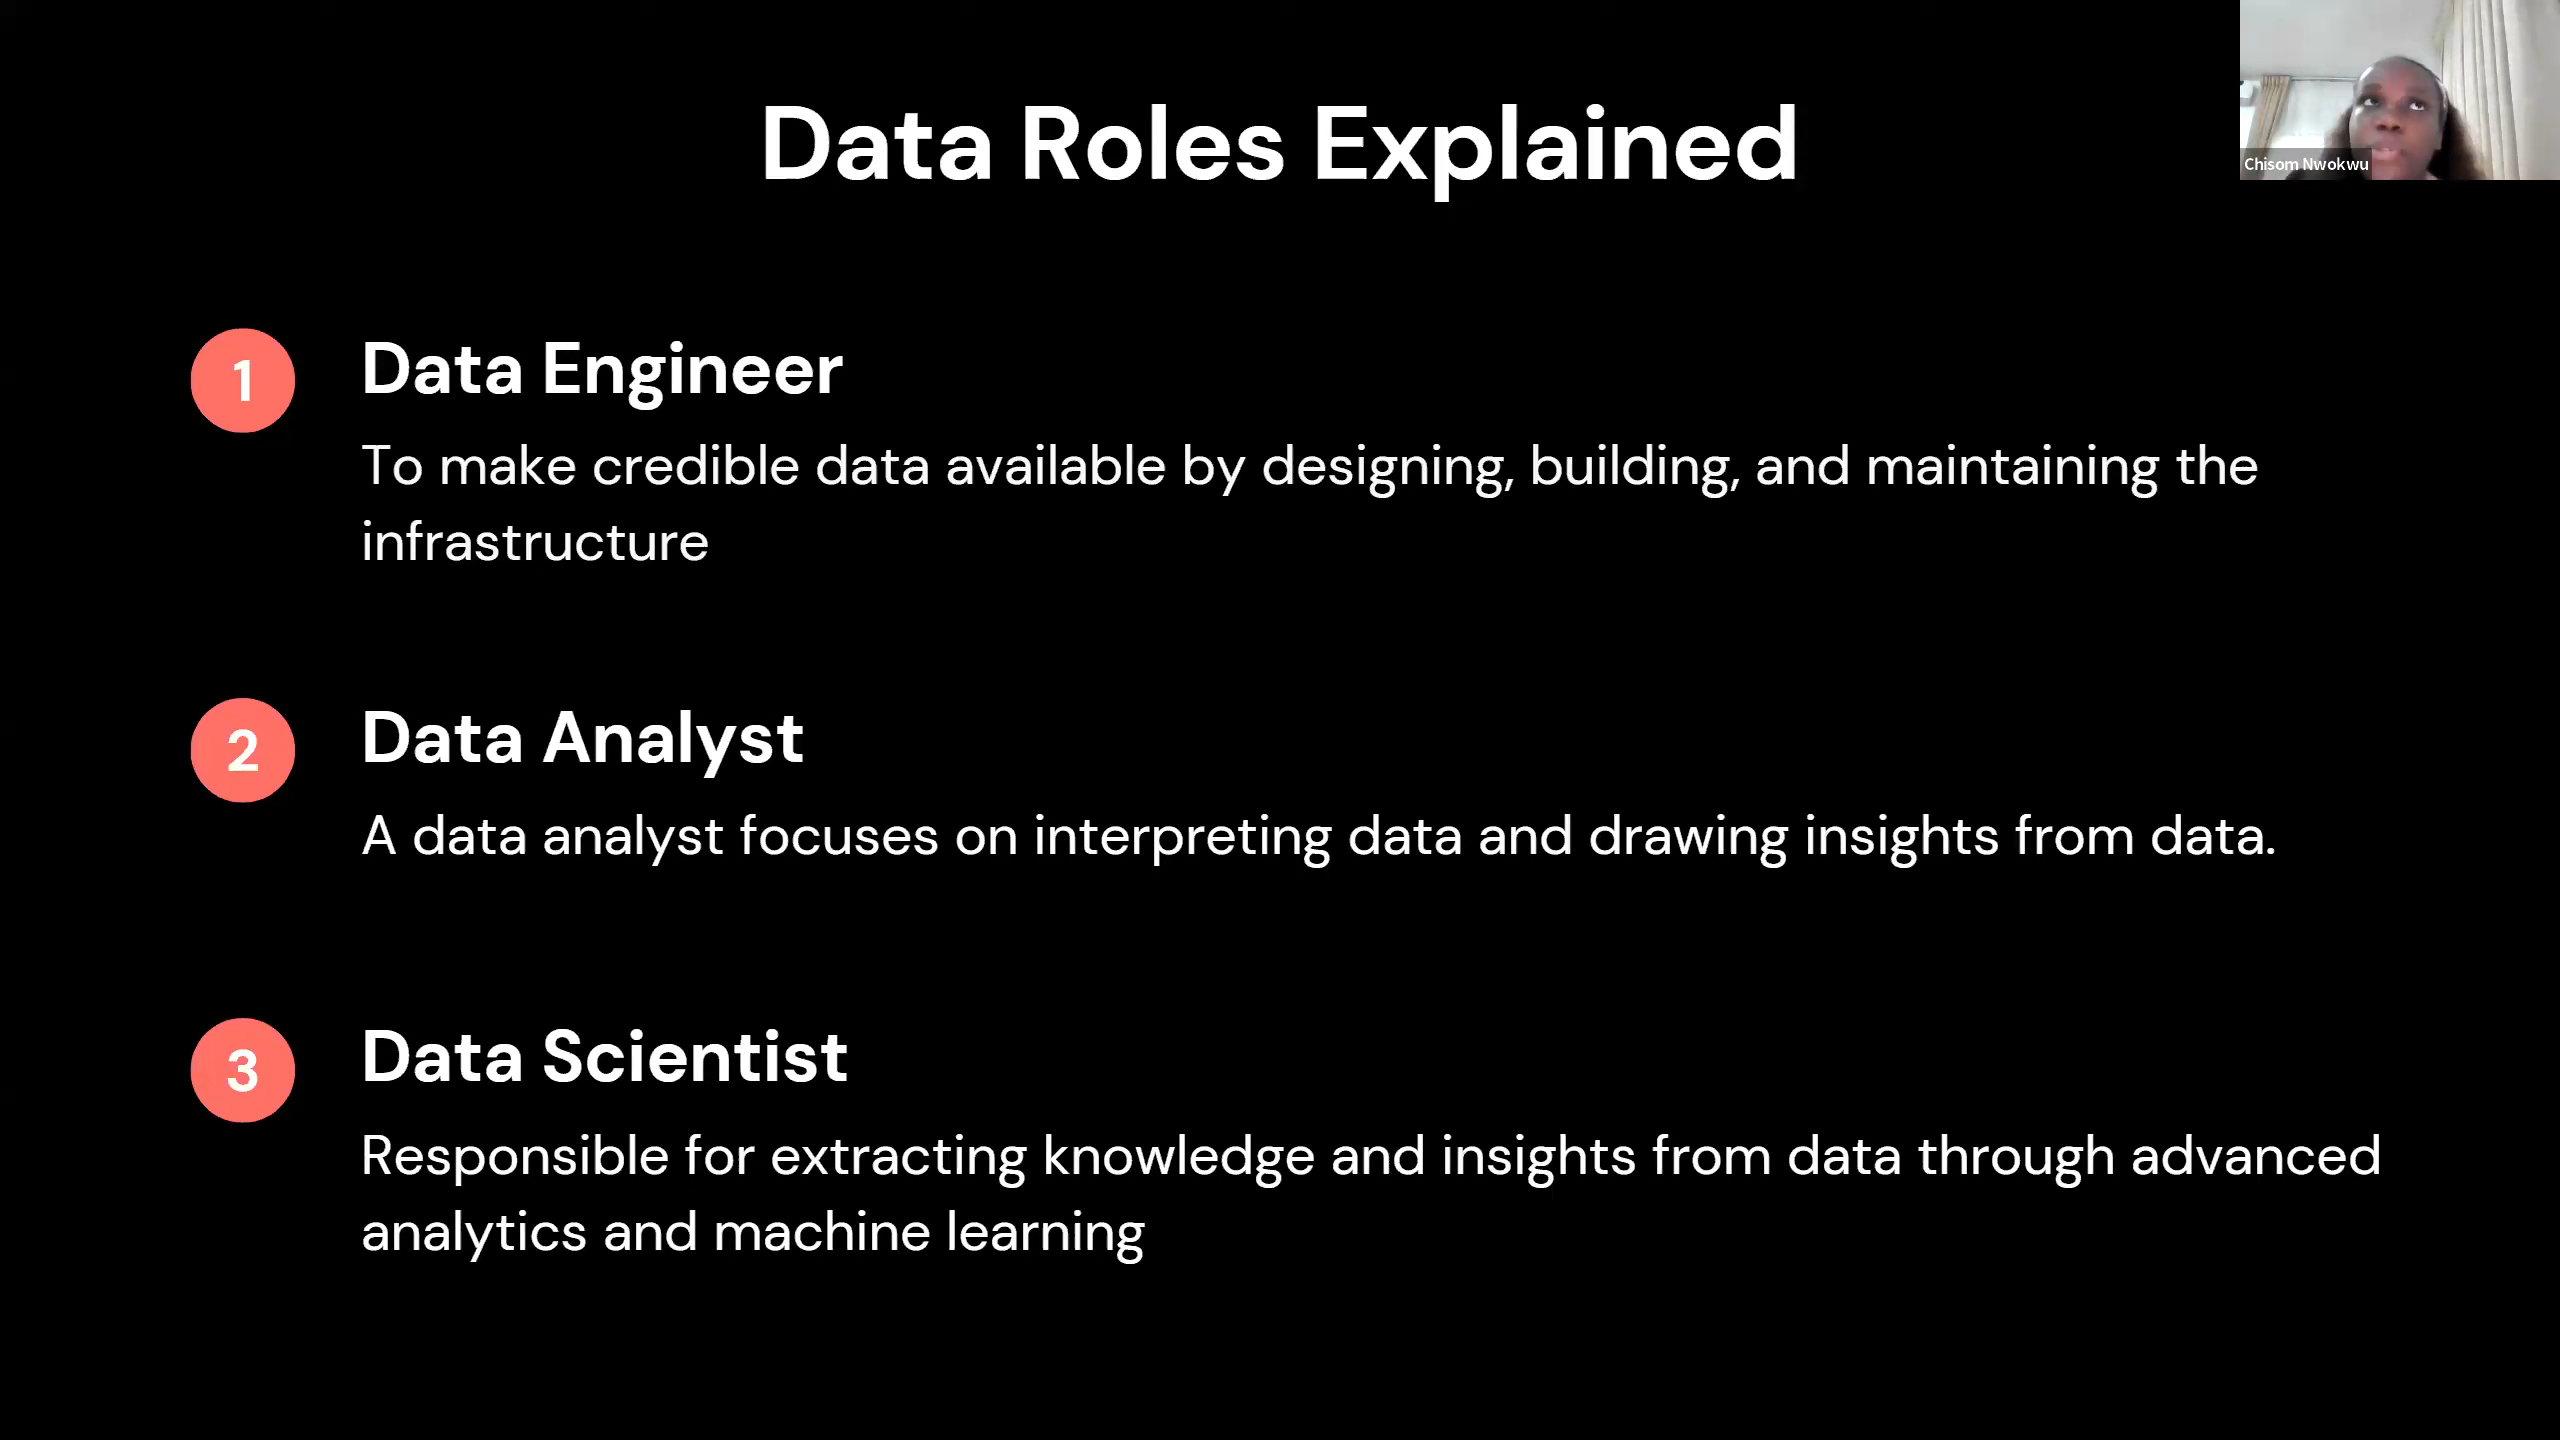 Data Roles Explained
Chisom Nwokwu
1
Data Engineer
To make credible data available by designing, building, and maintaining the
infrastructure
2
Data Analyst
A data analyst focuses on interpreting data and drawing insights from data.
3
Data Scientist
Responsible for extracting knowledge and insights from data through advanced
analytics and machine learning